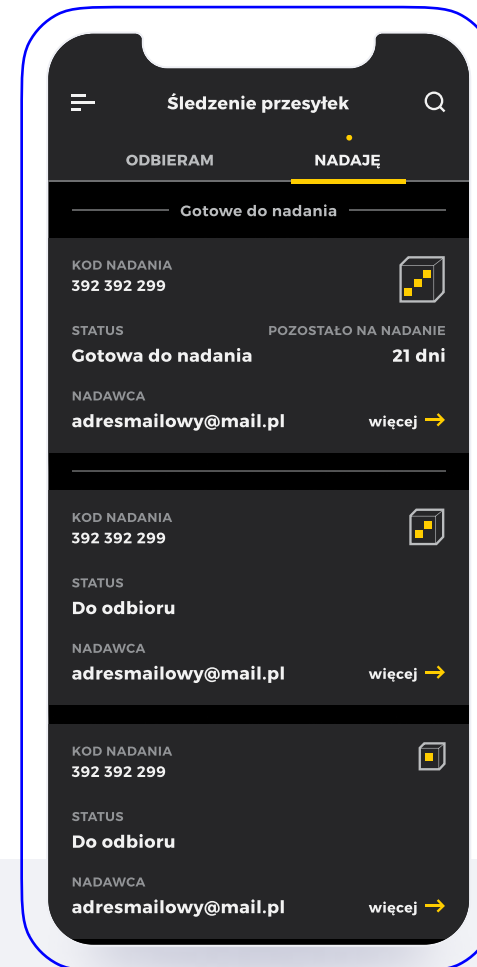 Śledzenie przesyłek
ODBIERAM NADAJĘ
Gotowe do nadania
KOD NADANIA
392 392 299
STATUS POZOSTAŁO NA NADANIE
Gotowa do nadania 21 dni
NADAWCA
adresmailowy@mail.pl więcej
KOD NADANIA
392 392 299
STATUS
Do odbioru
NADAWCA
adresmailowy@mail.pl więcej
KOD NADANIA
392 392 299
STATUS
Do odbioru
NADAWCA
adresmailowy@mail.pl więcej